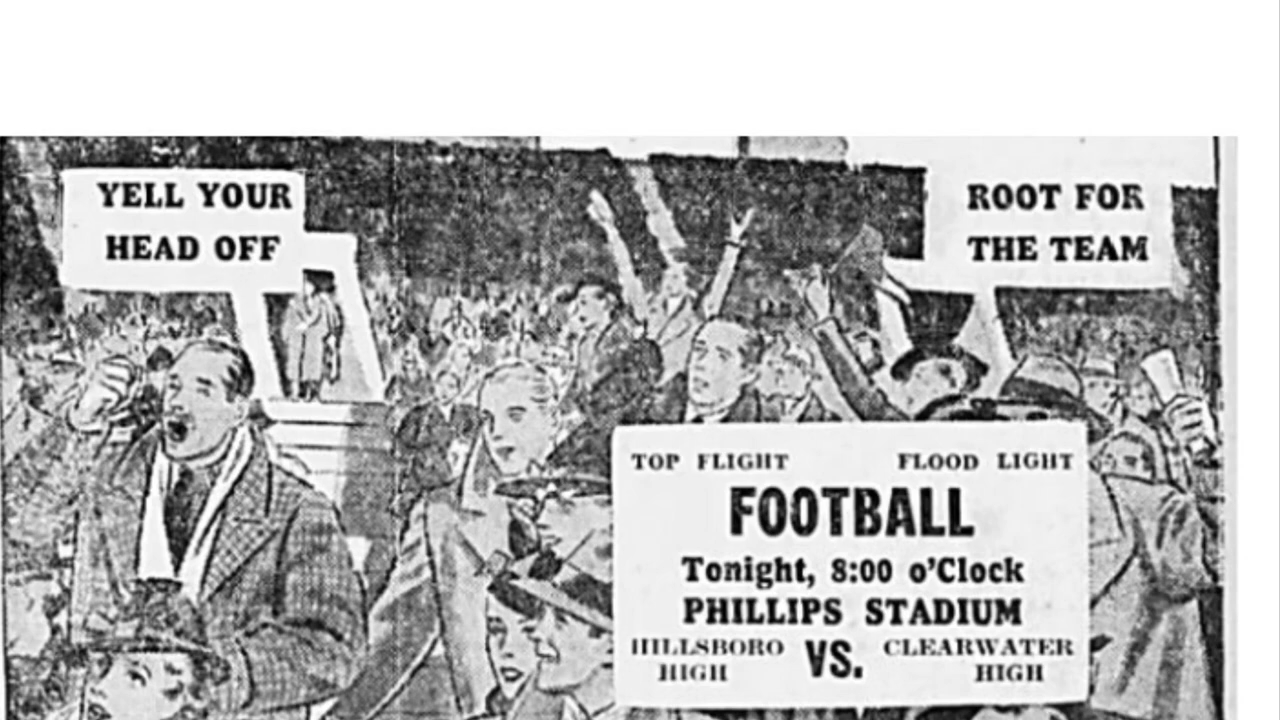 YELL YOUR
HEAD OFF
ROOT FOR
THE TEAM
TOP FLIGHT FLOOD LIGHT
FOOTBALL
Tonight, 8:00 o'Clock
PHILLIPS STADIUM
HILLSBORO HIGH VS. CLEARWATER HIGH